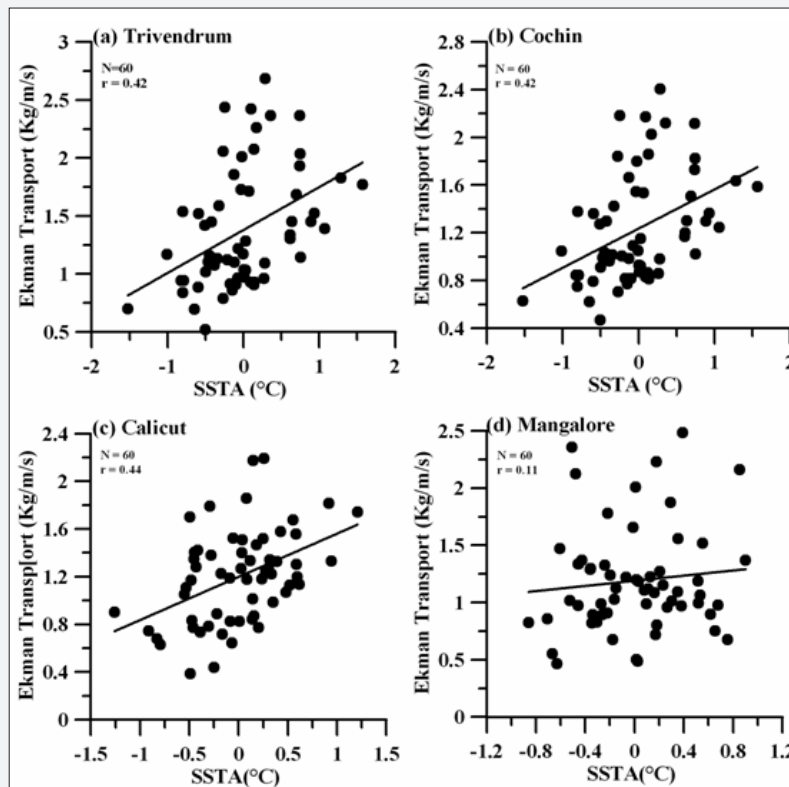 (a) Trivendrum
N=60
r = 0.42
Ekman Transport (Kg/m/s)
3
2.5
2
1.5
1
0.5
-2
-1
0
1
2
SSTA (°C)
(b) Cochin
N = 60
r = 0.42
Ekman Transport (Kg/m/s)
2.8
2.4
2
1.6
1.2
0.8
0.4
-2
-1
0
1
2
SSTA (°C)
(c) Calicut
N = 60
r = 0.44
Ekman Transplort (Kg/m/s)
2.4
2
1.6
1.2
0.8
0.4
0
-1.5
-1
-0.5
0
0.5
1
1.5
SSTA(°C)
(d) Mangalore
N = 60
r = 0.11
Ekman Transport (Kg/m/s)
2.5
2
1.5
1
0.5
0
-1.2
-0.8
-0.4
0
0.4
0.8
1.2
SSTA(°C)